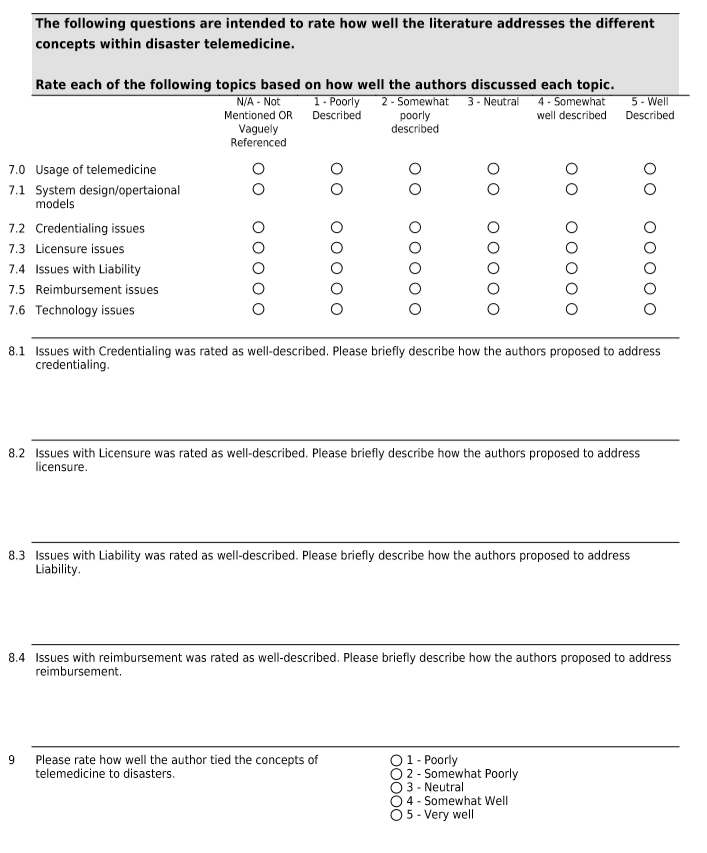 The following questions are intended to rate how well the literature addresses the different
concepts within disaster telemedicine.
Rate each of the following topics based on how well the authors discussed each topic.
N/A - Not Mentioned OR Vaguely Referenced
1 - Poorly Described
2 - Somewhat poorly described
3 - Neutral
4 - Somewhat well described
5 - Well Described
7.0 Usage of telemedicine
7.1 System design/opertaional
models
7.2 Credentialing issues
7.3 Licensure issues
7.4 Issues with Liability
7.5 Reimbursement issues
7.6 Technology issues
8.1 Issues with Credentialing was rated as well-described. Please briefly describe how the authors proposed to address
credentialing.
8.2 Issues with Licensure was rated as well-described. Please briefly describe how the authors proposed to address
licensure.
8.3 Issues with Liability was rated as well-described. Please briefly describe how the authors proposed to address
Liability.
8.4 Issues with reimbursement was rated as well-described. Please briefly describe how the authors proposed to address
reimbursement.
9 Please rate how well the author tied the concepts of
telemedicine to disasters.
1 - Poorly
2 - Somewhat Poorly
3 - Neutral
4 - Somewhat Well
5 - Very well